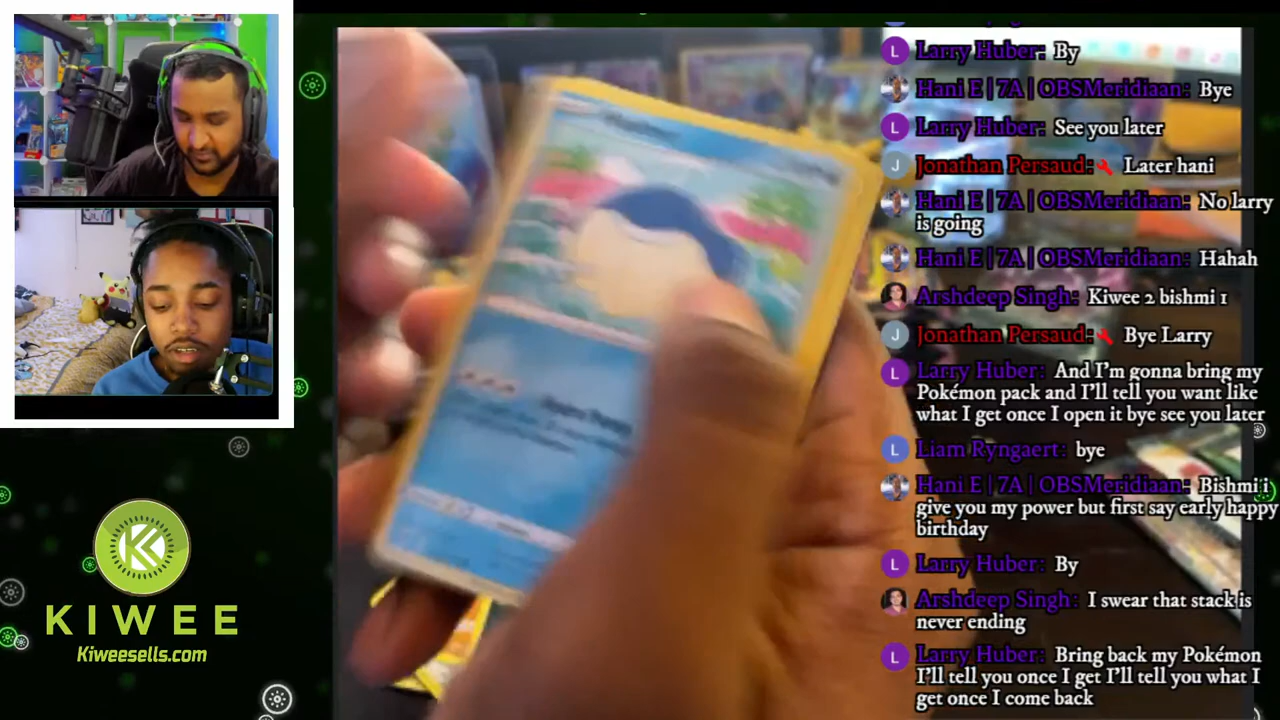 Larry Huber: By
Hani E | 7A | OBSMeridiaan: Bye
Larry Huber: See you later
J Jonathan Persaud: Later hani
Hani E | 7A | OBSMeridiaan: No larry
is going
Hani E | 7A | OBSMeridiaan: Hahah
Arshdeep Singh: Kiwee 2 bishmi 1
J Jonathan Persaud: Bye Larry
L Larry Huber: And I'm gonna bring my
Pokémon pack and I'll tell you want like
what I get once I open it bye see you later
L Liam Ryngaert: bye
Hani E | 7A | OBSMeridiaan: Bishmi i
give you my power but first say early happy
birthday
L Larry Huber: By
Arshdeep Singh: I swear that stack is
never ending
L Larry Huber: Bring back my Pokémon
I'll tell you once I get I'll tell you what I
get once I come back
K
KIWEE
Kiweesells.com